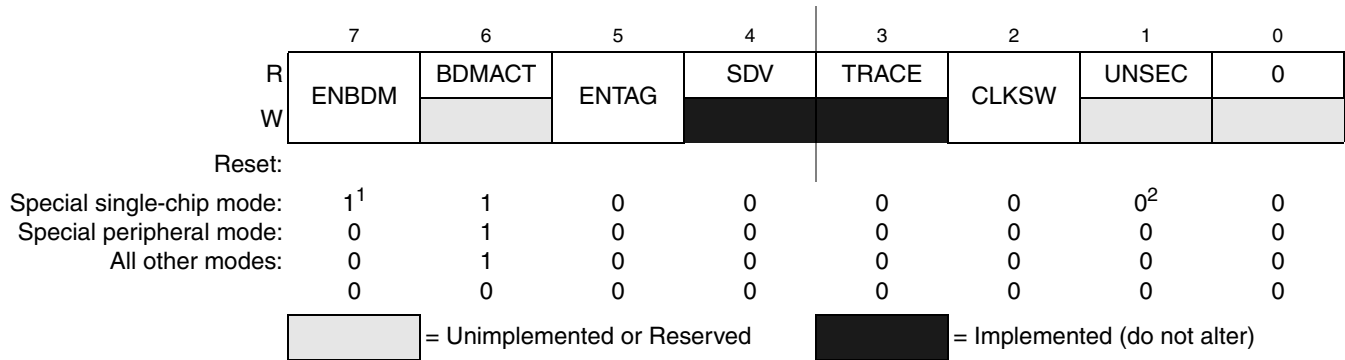 7 6 5 4 3 2 1 0
R ENBDM BDMACT ENTAG SDV TRACE CLKSW UNSEC 0
W
Reset:
Special single-chip mode: 1¹ 1 0 0 0 0 0² 0
Special peripheral mode: 0 1 0 0 0 0 0 0
All other modes: 0 1 0 0 0 0 0 0
0 0 0 0 0 0 0 0
= Unimplemented or Reserved = Implemented (do not alter)